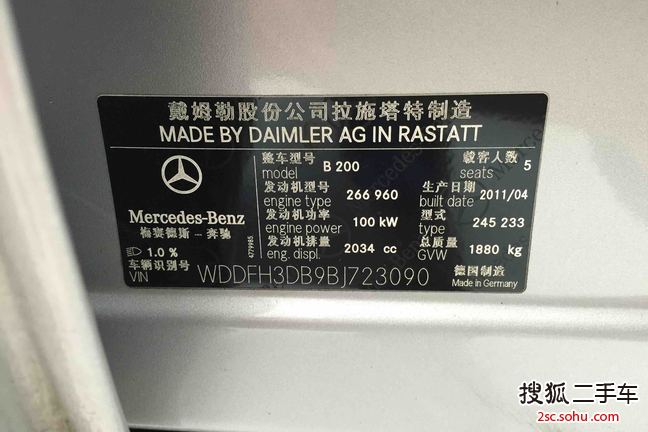 戴姆勒股份公司拉施塔特制造
MADE BY DAIMLER AG IN RASTATT
Mercedes-Benz
梅赛德斯 - 奔驰
1.0 %
整车型号 B 200
model
载客人数 5
seats
发动机型号 266 960
engine type
生产日期 2011/04
built date
发动机功率 100 kW
engine power
型式 245 233
type
发动机排量 2034 cc
eng. displ.
总质量 1880 kg
GVW
车辆识别号
VIN WDDFH3DB9BJ723090
德国制造
Made in Germany
搜狐 二手车
2sc.sohu.com